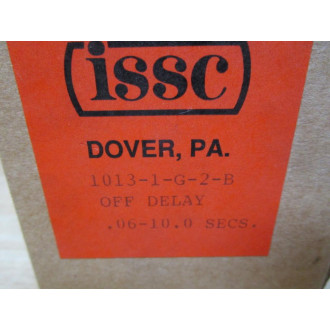 issc
DOVER, PA.
1013-1-G-2-B
OFF DELAY
.06-10.0 SECS.